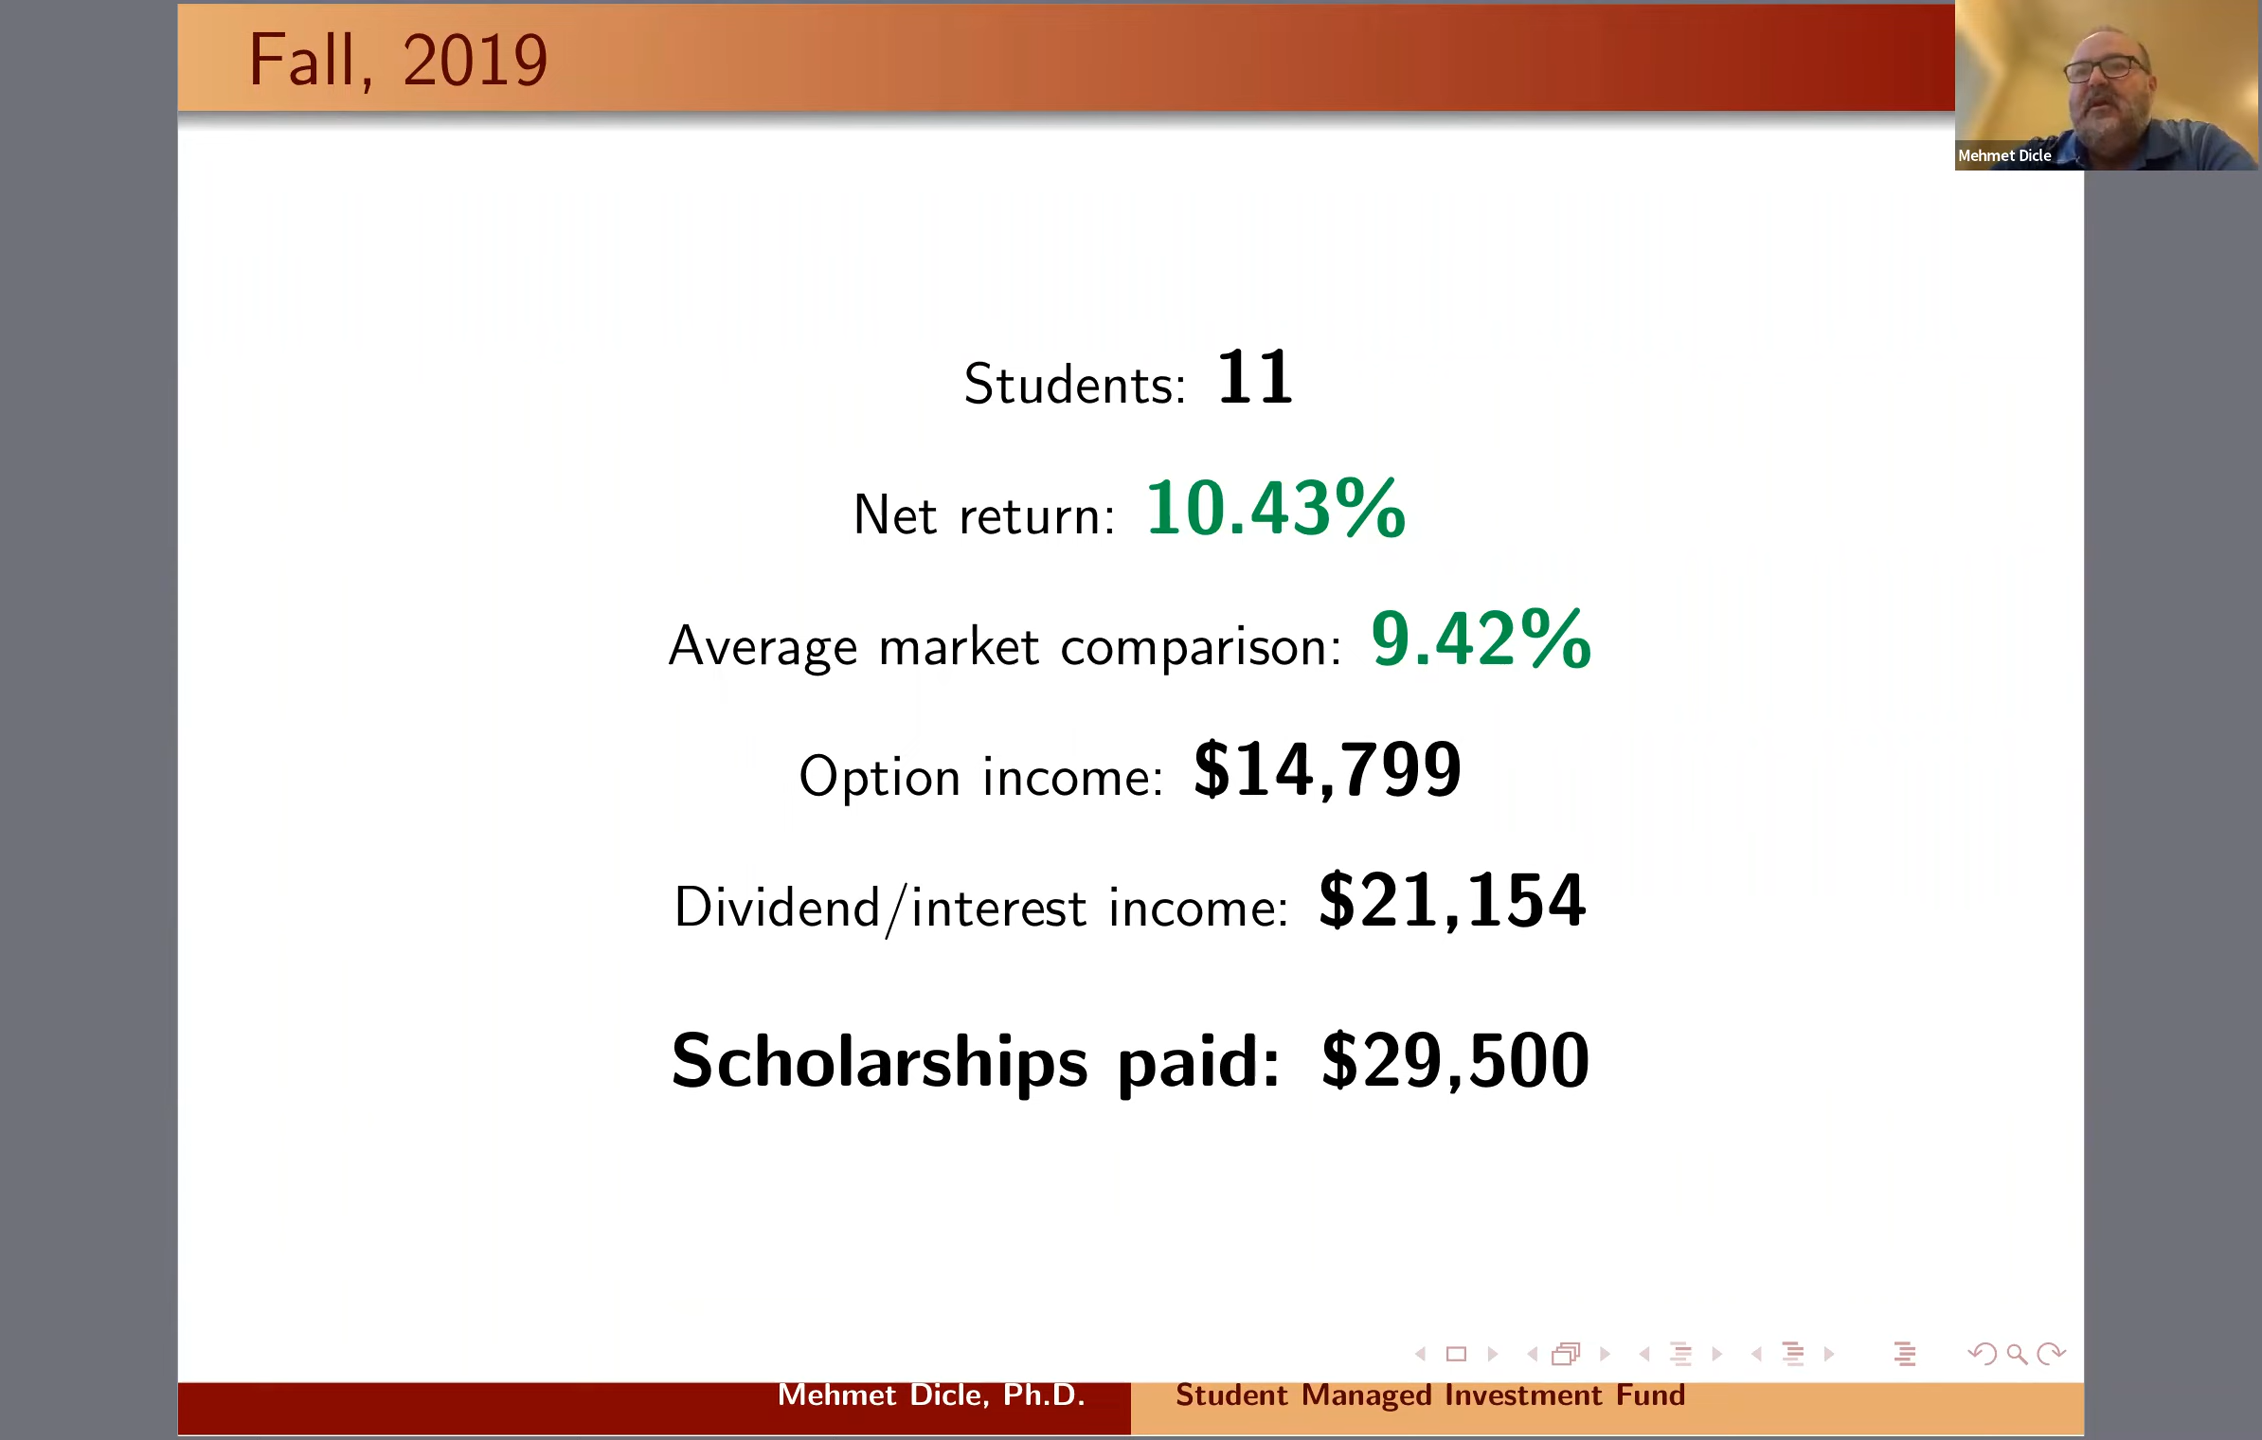 Fall, 2019
Mehmet Dicle
Students: 11
Net return: 10.43%
Average market comparison: 9.42%
Option income: $14,799
Dividend/interest income: $21,154
Scholarships paid: $29,500
Mehmet Dicle, Ph.D.
Student Managed Investment Fund